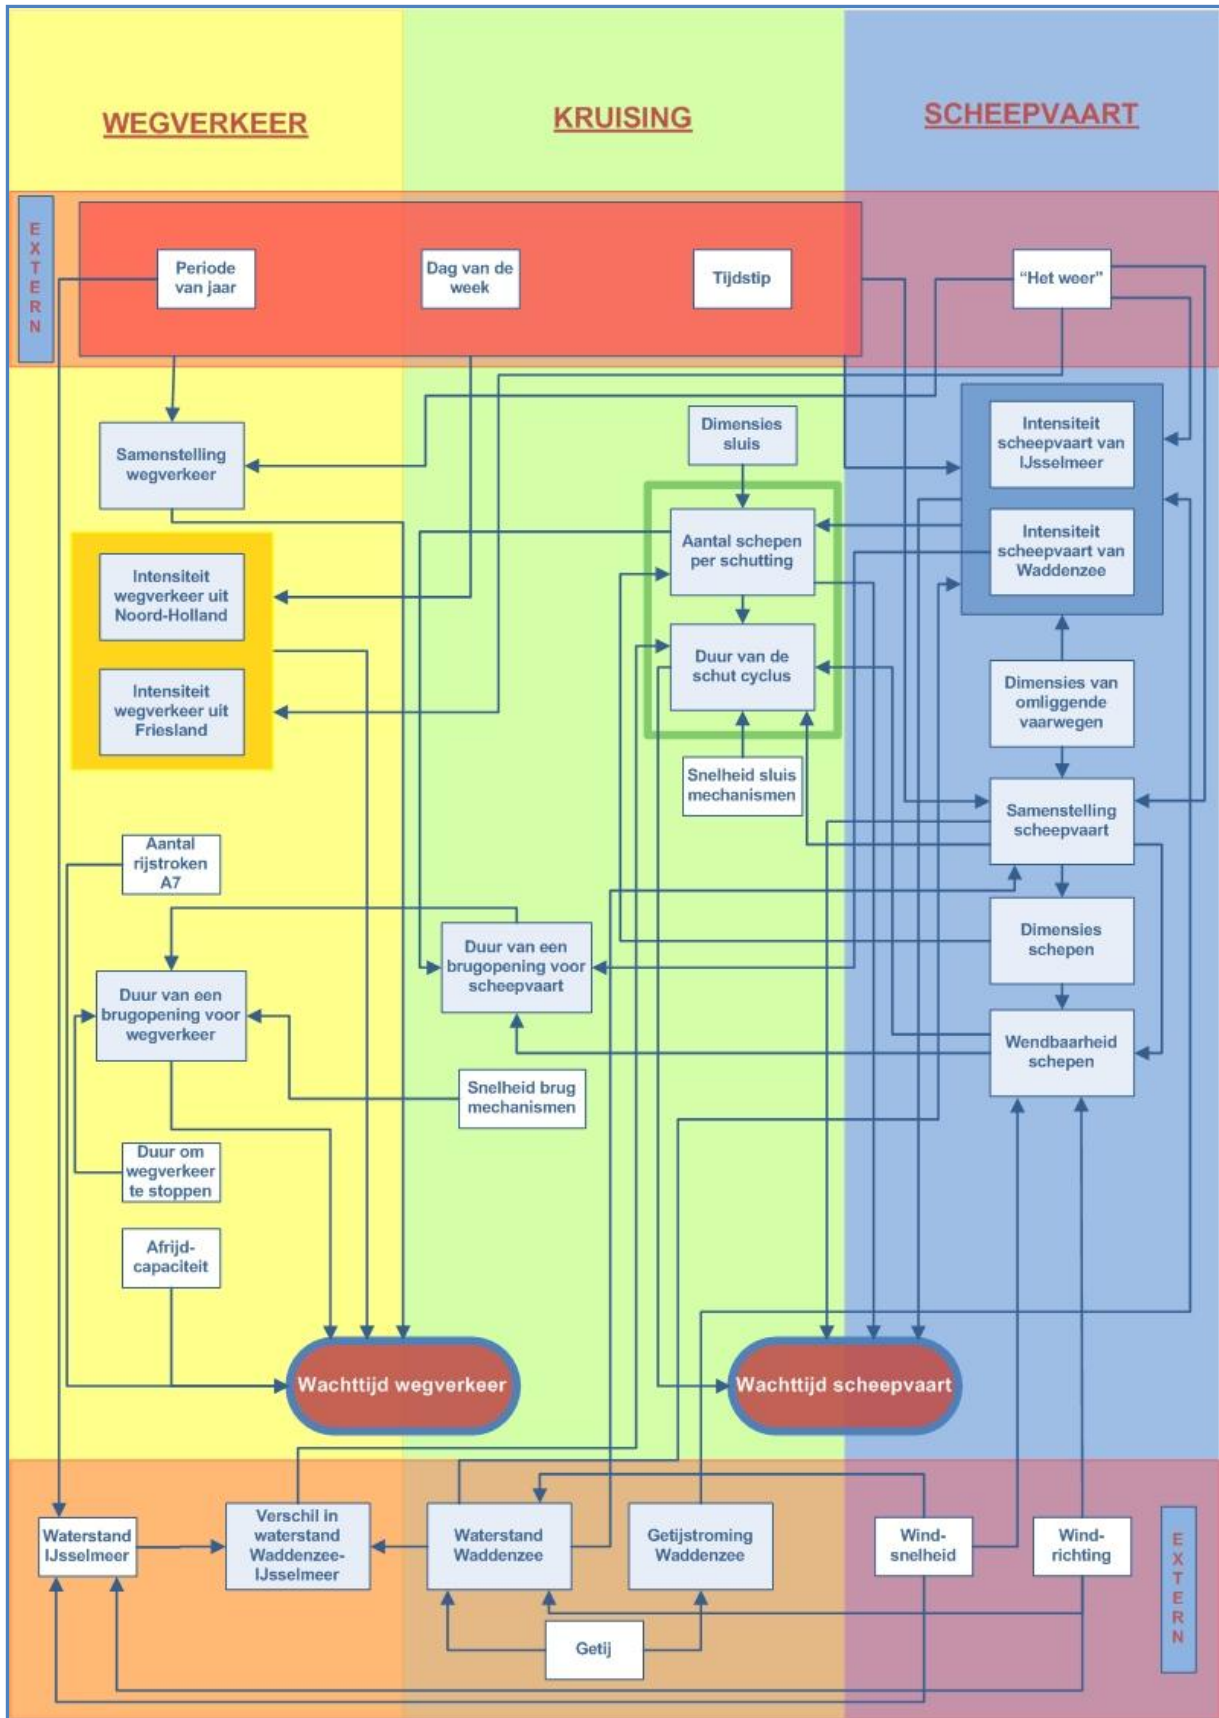 WEGVERKEER
KRUISING
SCHEEPVAART
E
X
T
E
R
N
Periode
van jaar
Dag van de
week
Tijdstip
“Het weer”
Samenstelling
wegverkeer
Dimensies
sluis
Intensiteit
scheepvaart van
IJsselmeer
Aantal schepen
per schutting
Intensiteit
scheepvaart van
Waddenzee
Intensiteit
wegverkeer uit
Noord-Holland
Duur van de
schut cyclus
Intensiteit
wegverkeer uit
Friesland
Dimensies van
omliggende
vaarwegen
Snelheid sluis
mechanismen
Samenstelling
scheepvaart
Aantal
rijstroken
A7
Duur van een
brugopening voor
scheepvaart
Dimensies
schepen
Duur van een
brugopening voor
wegverkeer
Wendbaarheid
schepen
Snelheid brug
mechanismen
Duur om
wegverkeer
te stoppen
Afrijd-
capaciteit
Wachttijd wegverkeer
Wachttijd scheepvaart
Waterstand
IJsselmeer
Verschil in
waterstand
Waddenzee-
IJsselmeer
Waterstand
Waddenzee
Getijstroming
Waddenzee
Wind-
snelheid
Wind-
richting
Getij
E
X
T
E
R
N